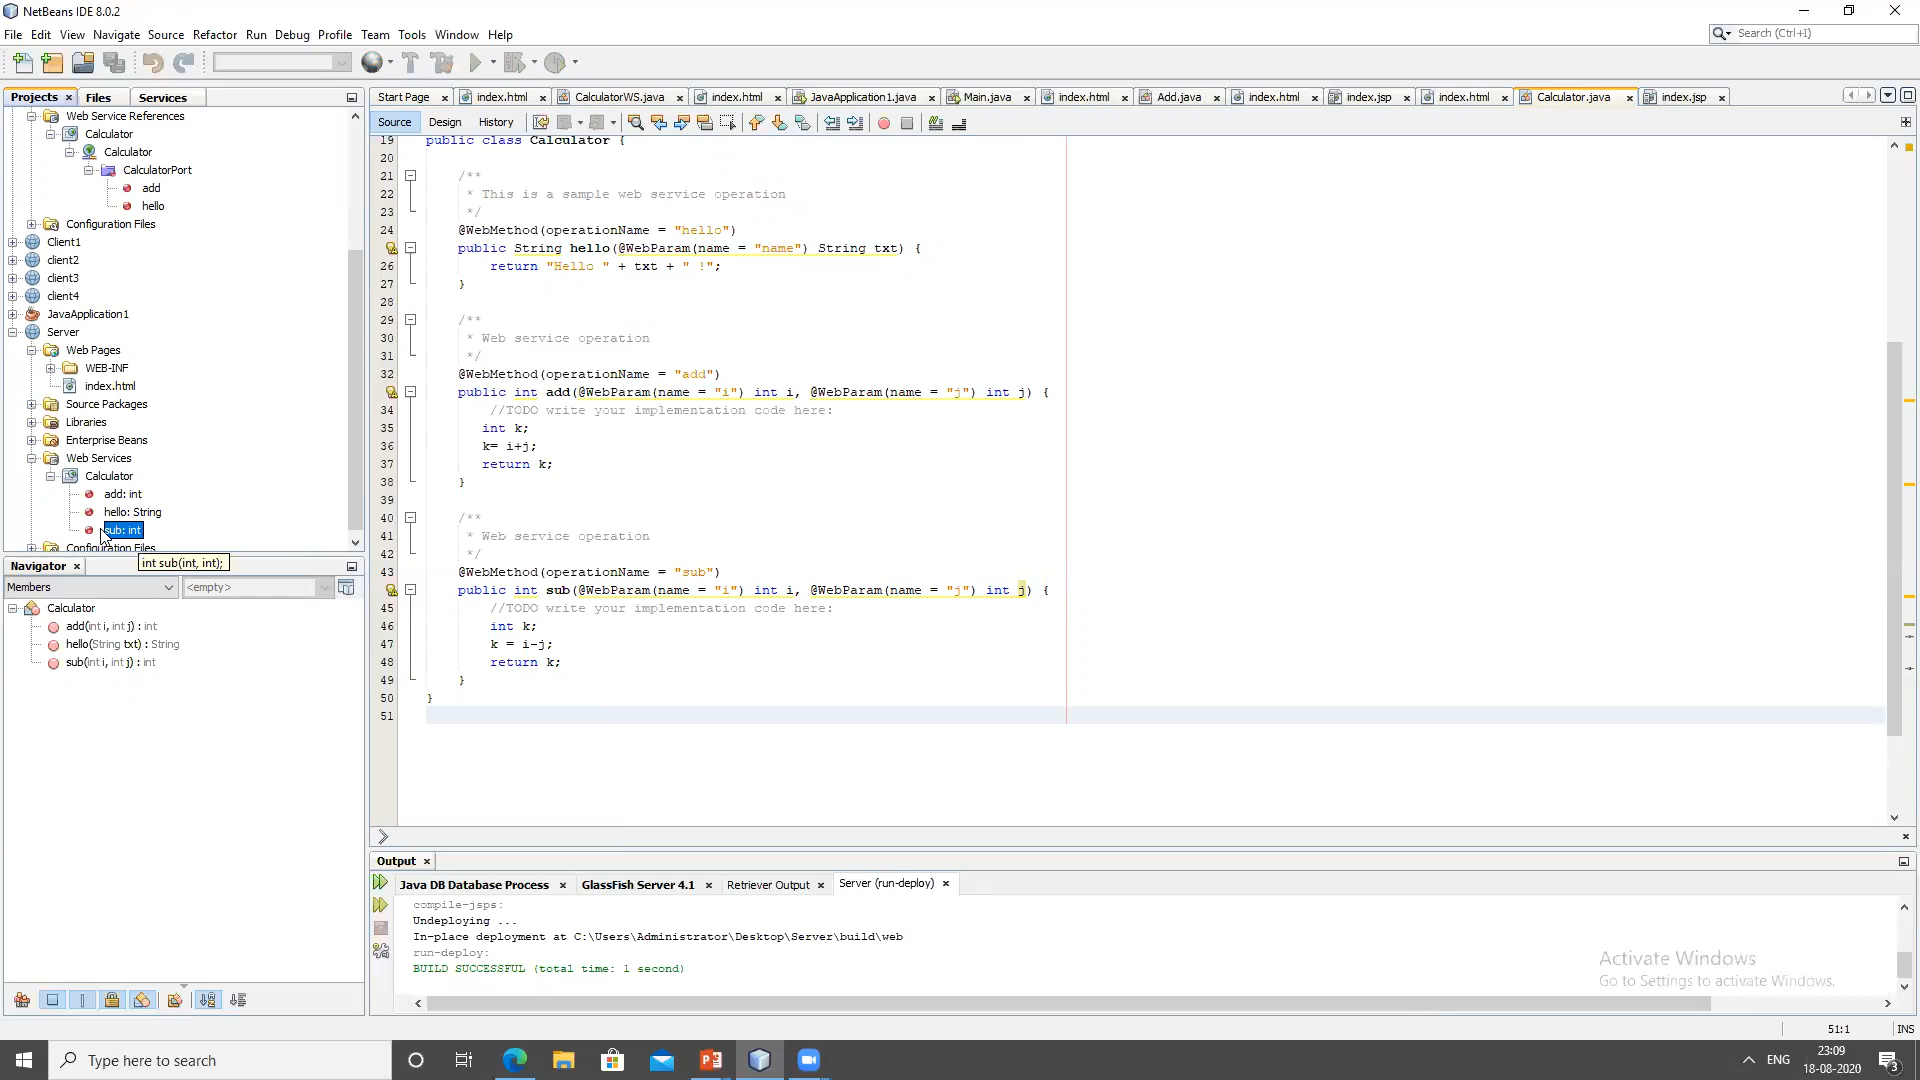 NetBeans IDE 8.0.2
File Edit View Navigate Source Refactor Run Debug Profile Team Tools Window Help
Search (Ctrl+I)
Projects Files Services
Web Service References
Calculator
Calculator
CalculatorPort
add
hello
Configuration Files
Client1
client2
client3
client4
JavaApplication1
Server
Web Pages
WEB-INF
index.html
Source Packages
Libraries
Enterprise Beans
Web Services
Calculator
add: int
hello: String
sub: int
Configuration Files
int sub(int, int);
Navigator
Members <empty>
Calculator
add(int i, int j) : int
hello(String txt) : String
sub(int i, int j) : int
Start Page index.html CalculatorWS.java index.html JavaApplication1.java Main.java index.html Add.java index.html index.jsp index.html Calculator.java index.jsp
Source Design History
19 public class Calculator {
20
21 /**
22 * This is a sample web service operation
23 */
24 @WebMethod(operationName = "hello")
public String hello(@WebParam(name = "name") String txt) {
26 return "Hello " + txt + " !";
27 }
28
29 /**
30 * Web service operation
31 */
32 @WebMethod(operationName = "add")
public int add(@WebParam(name = "i") int i, @WebParam(name = "j") int j) {
34 //TODO write your implementation code here:
35 int k;
36 k= i+j;
37 return k;
38 }
39
40 /**
41 * Web service operation
42 */
43 @WebMethod(operationName = "sub")
public int sub(@WebParam(name = "i") int i, @WebParam(name = "j") int j) {
45 //TODO write your implementation code here:
46 int k;
47 k = i-j;
48 return k;
49 }
50 }
51
Output
Java DB Database Process GlassFish Server 4.1 Retriever Output Server (run-deploy)
compile-jsps:
Undeploying ...
In-place deployment at C:\Users\Administrator\Desktop\Server\build\web
run-deploy:
BUILD SUCCESSFUL (total time: 1 second)
Activate Windows
Go to Settings to activate Windows.
51:1 INS
Type here to search
ENG
23:09
18-08-2020
3